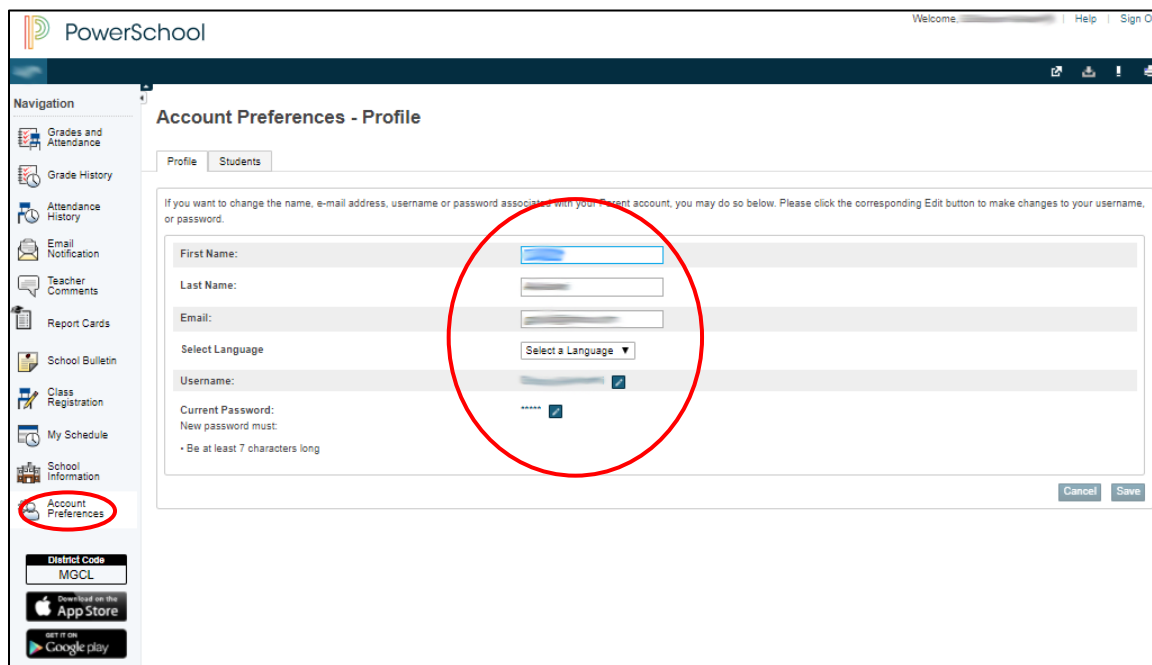 PowerSchool
Welcome, | Help | Sign O
Navigation
Grades and
Attendance
Grade History
Attendance
History
Email
Notification
Teacher
Comments
Report Cards
School Bulletin
Class
Registration
My Schedule
School
Information
Account
Preferences
District Code
MGCL
Download on the
App Store
GET IT ON
Google play
Account Preferences - Profile
Profile
Students
If you want to change the name, e-mail address, username or password associated with your Parent account, you may do so below. Please click the corresponding Edit button to make changes to your username,
or password.
First Name:
Last Name:
Email:
Select Language
Select a Language ▼
Username:
Current Password:
*****
New password must:
• Be at least 7 characters long
Cancel
Save